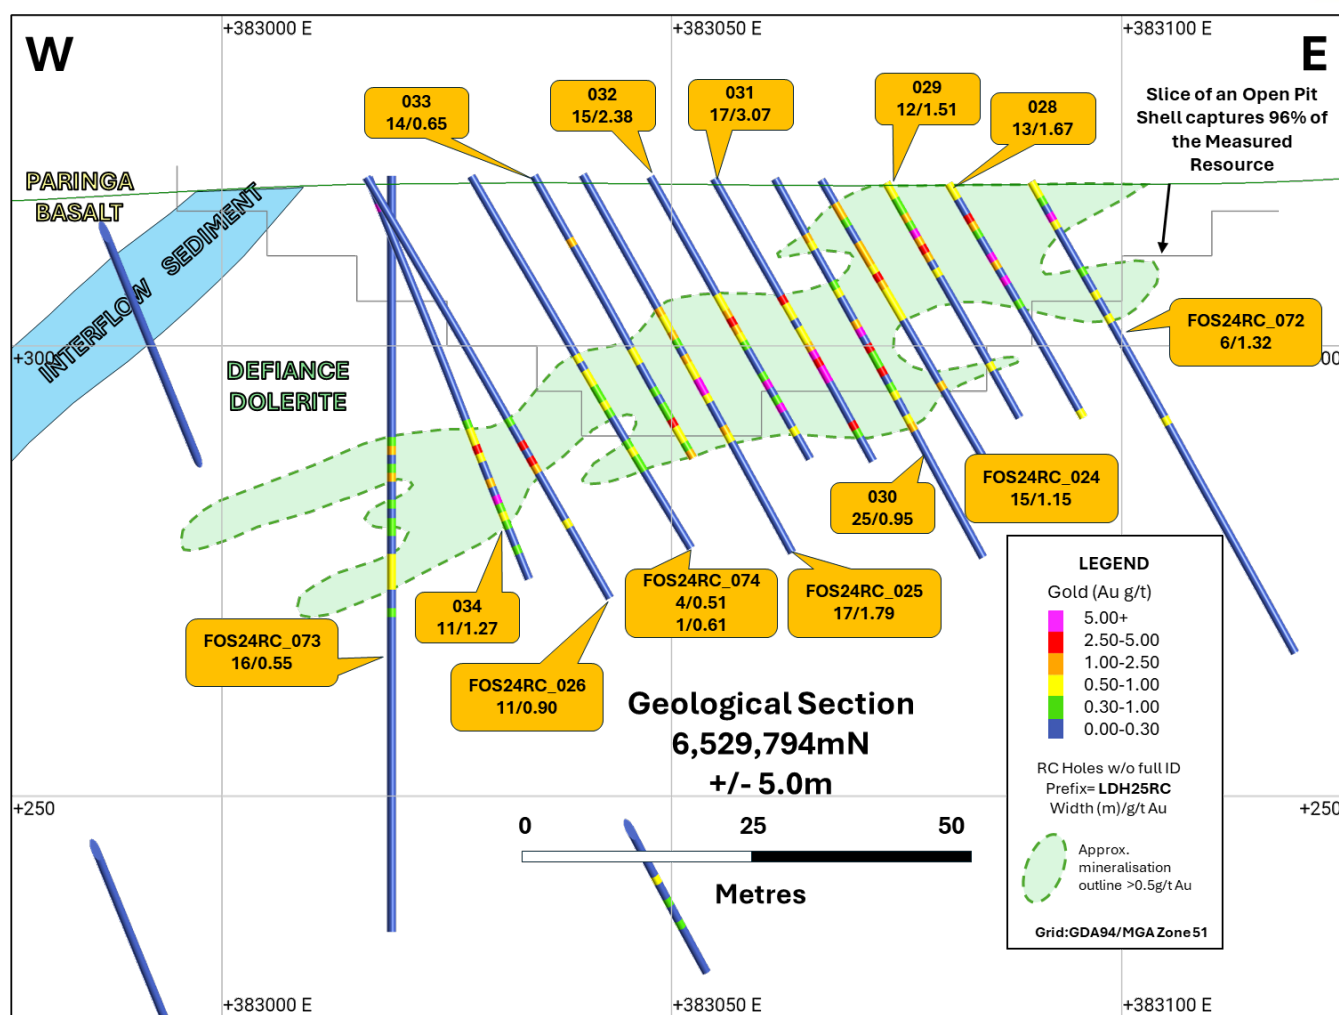 +383000 E
+383050 E
+383100 E
W
E
033
14/0.65
032
15/2.38
031
17/3.07
029
12/1.51
028
13/1.67
Slice of an Open Pit
Shell captures 96% of
the Measured
Resource
PARINGA
BASALT
INTERFLOW SEDIMENT
DEFIANCE
DOLERITE
+300
00
FOS24RC_072
6/1.32
FOS24RC_024
15/1.15
030
25/0.95
FOS24RC_074
4/0.51
1/0.61
FOS24RC_025
17/1.79
034
11/1.27
FOS24RC_073
16/0.55
FOS24RC_026
11/0.90
Geological Section
6,529,794mN
+/- 5.0m
0
25
50
Metres
LEGEND
Gold (Au g/t)
5.00+
2.50-5.00
1.00-2.50
0.50-1.00
0.30-1.00
0.00-0.30
RC Holes w/o full ID
Prefix= LDH25RC
Width (m)/g/t Au
Approx.
mineralisation
outline >0.5g/t Au
Grid:GDA94/MGA Zone 51
+250
+250
+383000 E
+383050 E
+383100 E